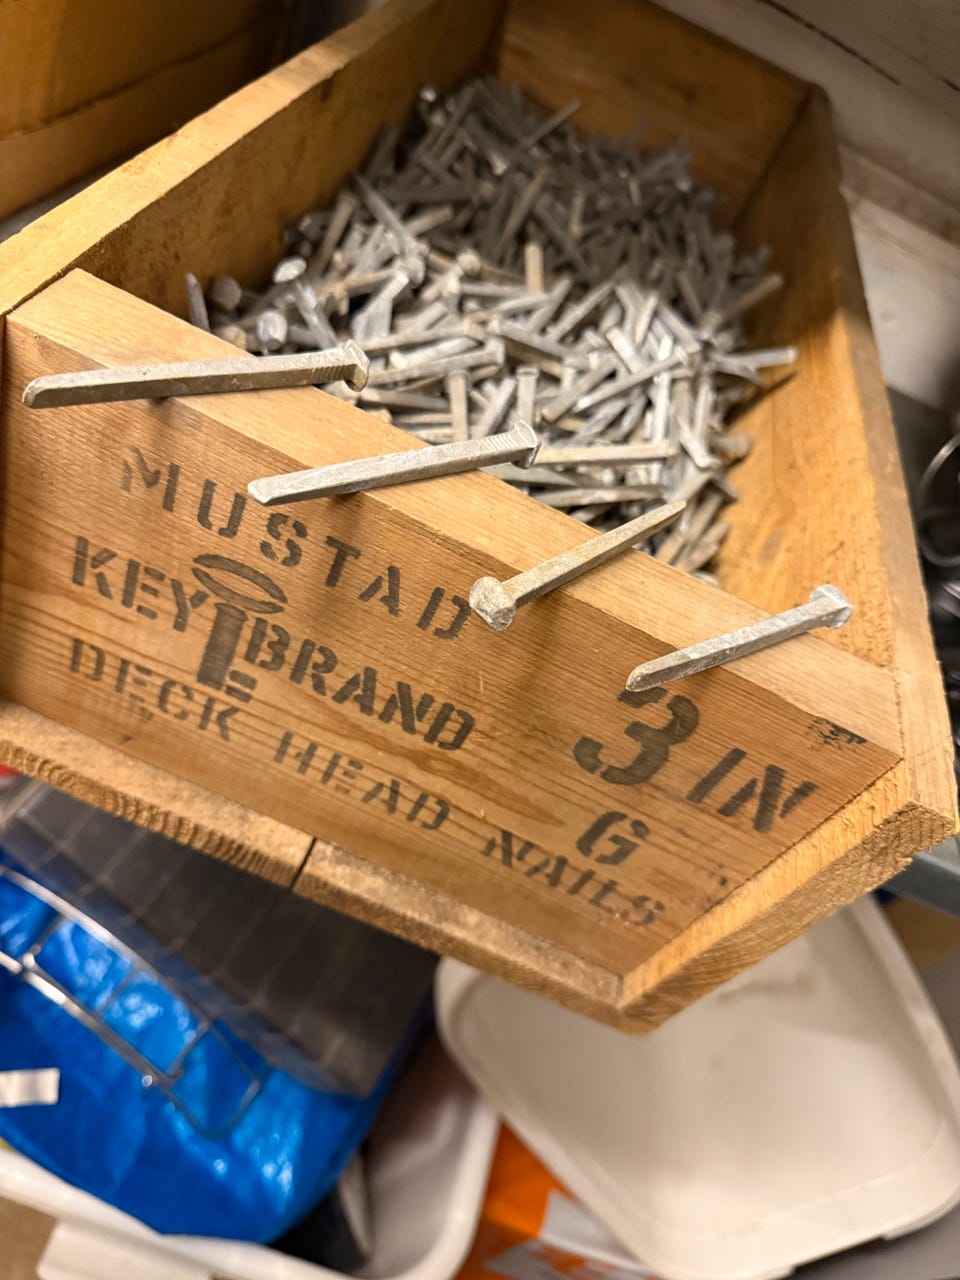 MUSTAD
KEY BRAND
DECK HEAD NAILS
3 IN
G